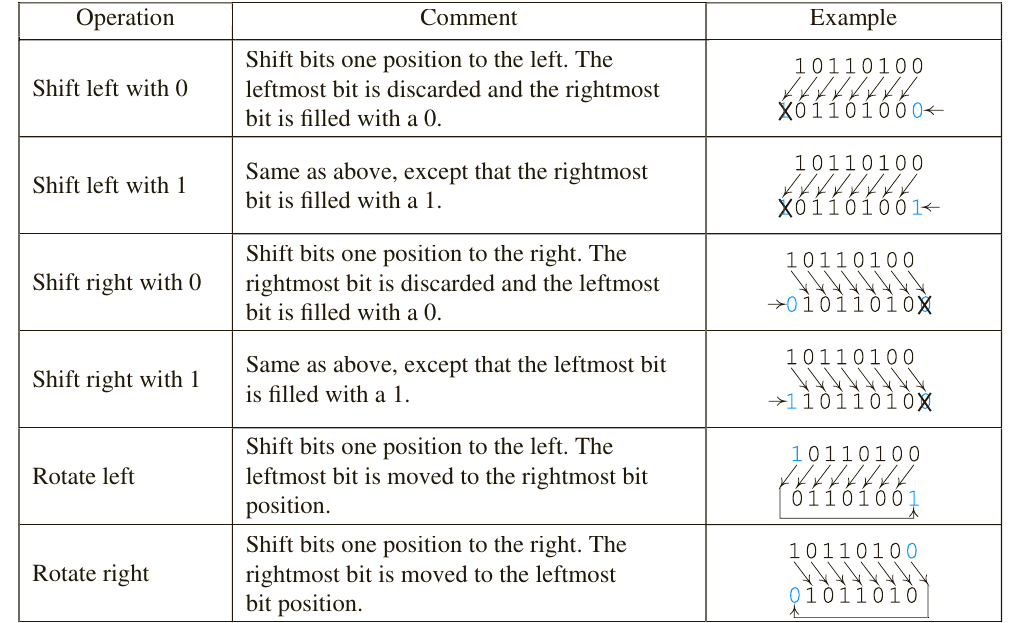 Operation
Comment
Example
Shift left with 0
Shift bits one position to the left. The
leftmost bit is discarded and the rightmost
bit is filled with a 0.
10110100
101101000←
Shift left with 1
Same as above, except that the rightmost
bit is filled with a 1.
10110100
101101001←
Shift right with 0
Shift bits one position to the right. The
rightmost bit is discarded and the leftmost
bit is filled with a 0.
10110100
→010110100
Shift right with 1
Same as above, except that the leftmost bit
is filled with a 1.
10110100
→110110100
Rotate left
Shift bits one position to the left. The
leftmost bit is moved to the rightmost bit
position.
10110100
01101001
Rotate right
Shift bits one position to the right. The
rightmost bit is moved to the leftmost
bit position.
10110100
01011010